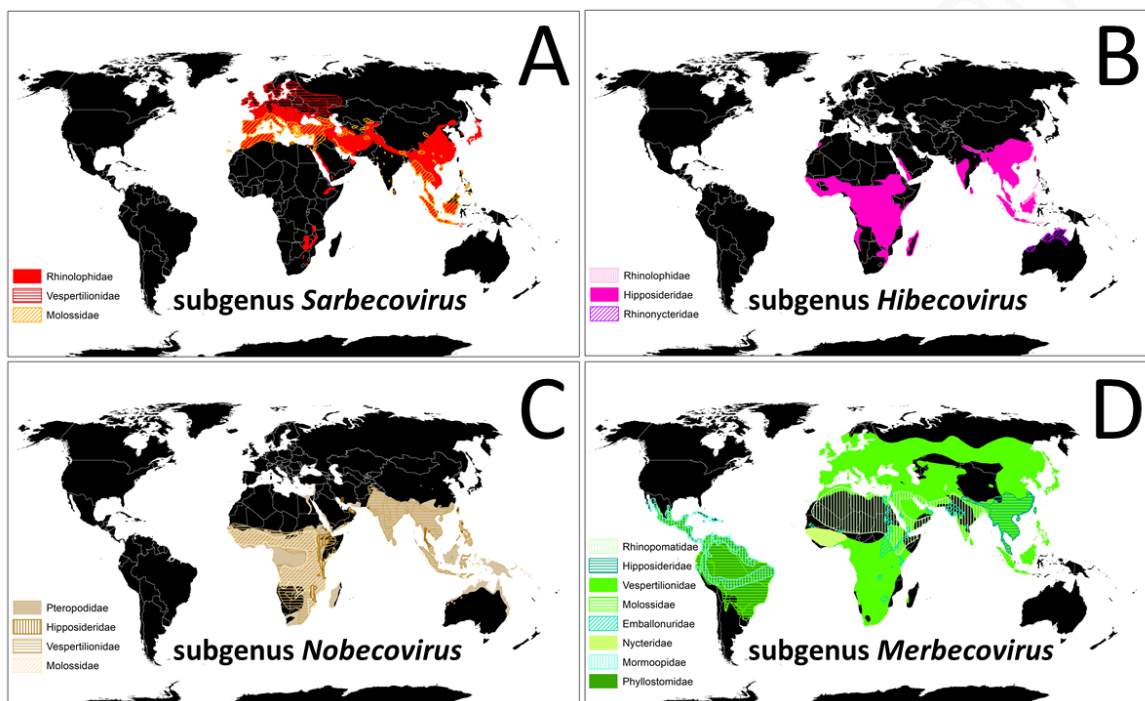 A
Rhinolophidae
Vespertilionidae
Molossidae
subgenus Sarbecovirus
B
Rhinolophidae
Hipposideridae
Rhinonycteridae
subgenus Hibecovirus
C
Pteropodidae
Hipposideridae
Vespertilionidae
Molossidae
subgenus Nobecovirus
D
Rhinopomatidae
Hipposideridae
Vespertilionidae
Molossidae
Emballonuridae
Nycteridae
Mormoopidae
Phyllostomidae
subgenus Merbecovirus